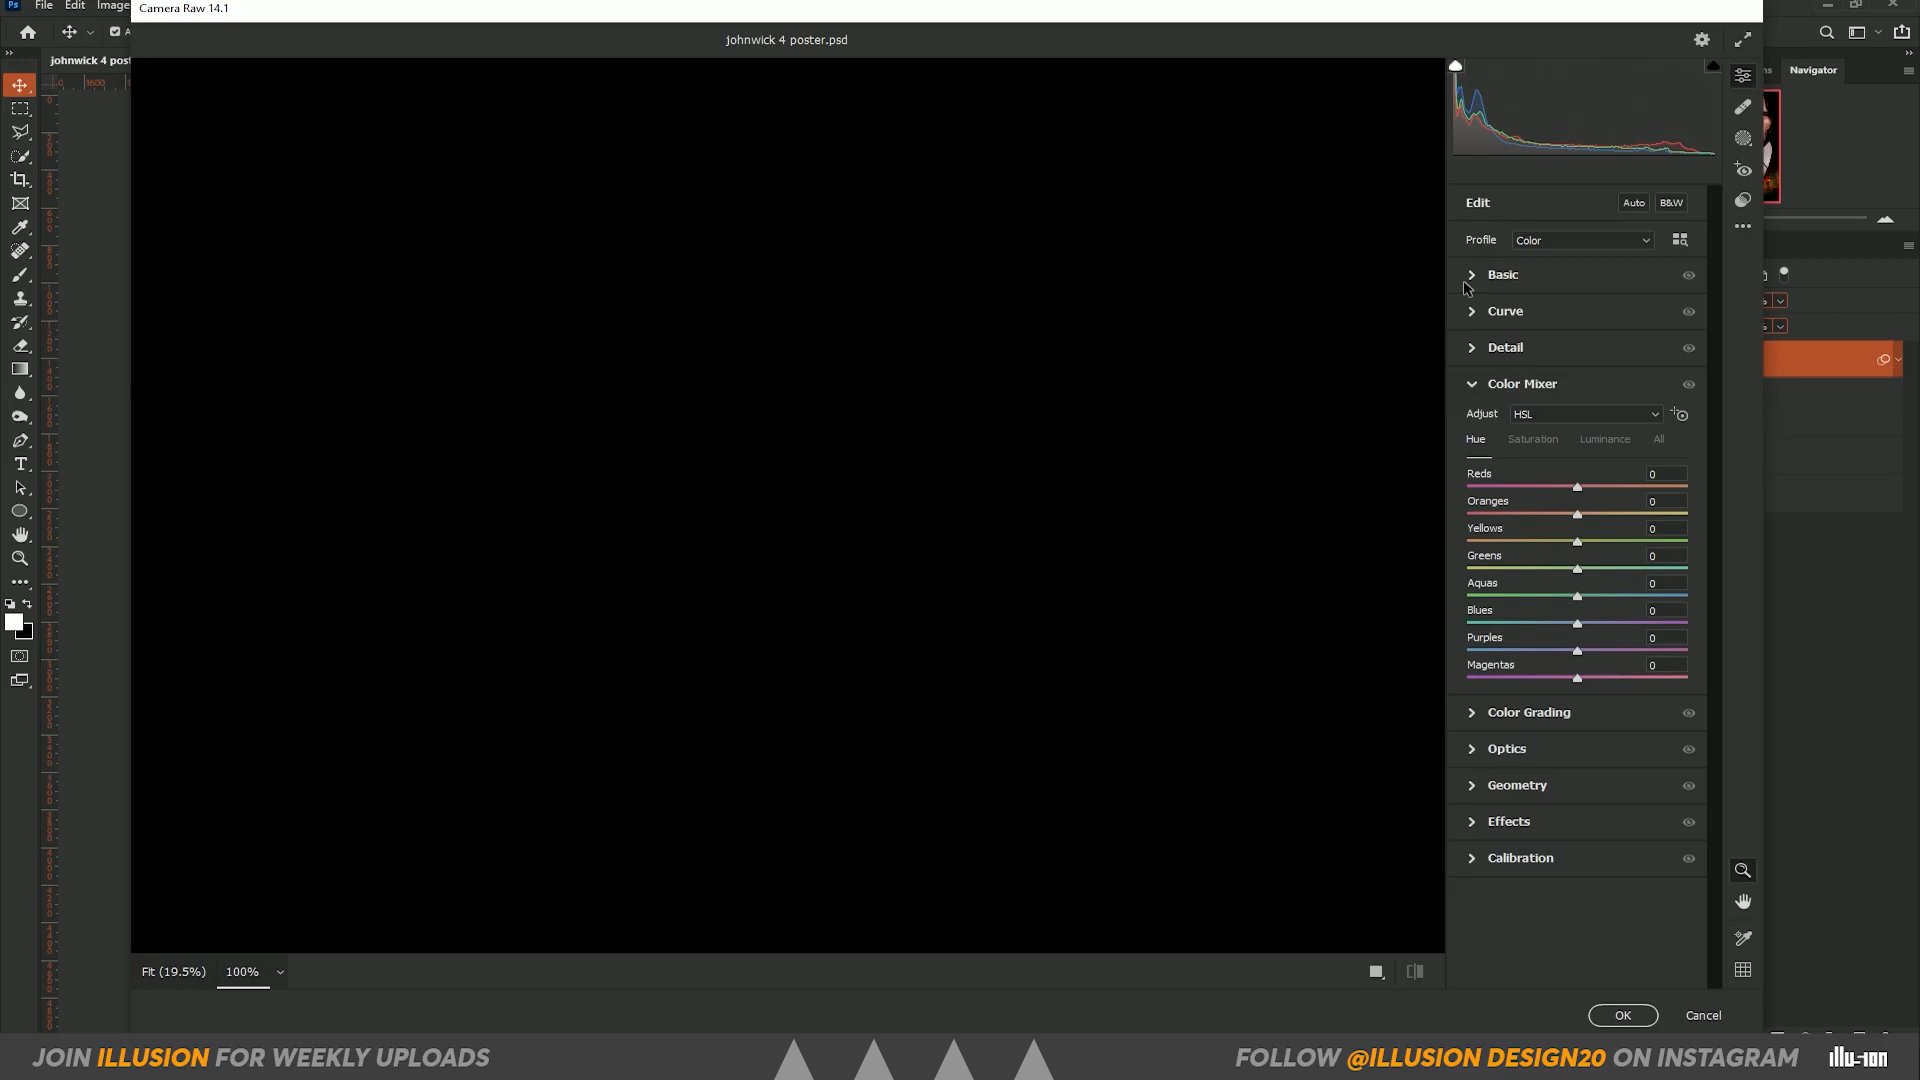 Camera Raw 14.1
Ps File Edit Image
johnwick 4 poster.psd
johnwick 4 post
Navigator
1600
Edit Auto B&W
Profile Color
Basic
Curve
Detail
Color Mixer
Adjust HSL
Hue Saturation Luminance All
Reds 0
Oranges 0
Yellows 0
Greens 0
Aquas 0
Blues 0
Purples 0
Magentas 0
Color Grading
Optics
Geometry
Effects
Calibration
Fit (19.5%) 100%
OK Cancel
JOIN ILLUSION FOR WEEKLY UPLOADS
FOLLOW @ILLUSION DESIGN20 ON INSTAGRAM
illusion